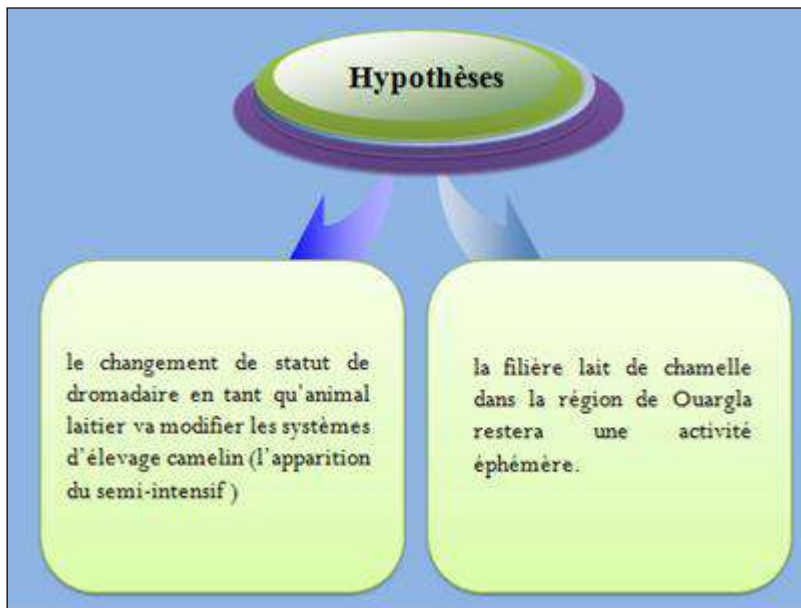 Hypothèses
le changement de statut de
dromadaire en tant qu'animal
laitier va modifier les systèmes
d'élevage camelin (l'apparition
du semi-intensif )
la filière lait de chamelle
dans la région de Ouargla
restera une activité
éphémère.